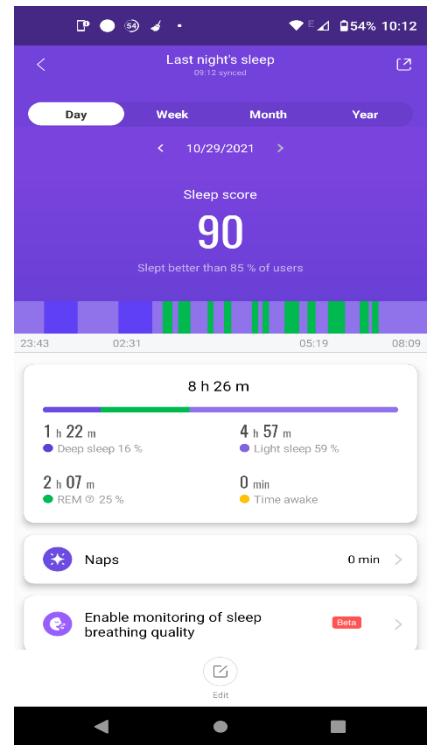 54
E
54% 10:12
Last night's sleep
09:12 synced
Day Week Month Year
< 10/29/2021 >
Sleep score
90
Slept better than 85 % of users
23:43 02:31 05:19 08:09
8 h 26 m
1 h 22 m 4 h 57 m
Deep sleep 16 % Light sleep 59 %
2 h 07 m 0 min
REM ? 25 % Time awake
Naps 0 min >
Enable monitoring of sleep
breathing quality Beta >
Edit